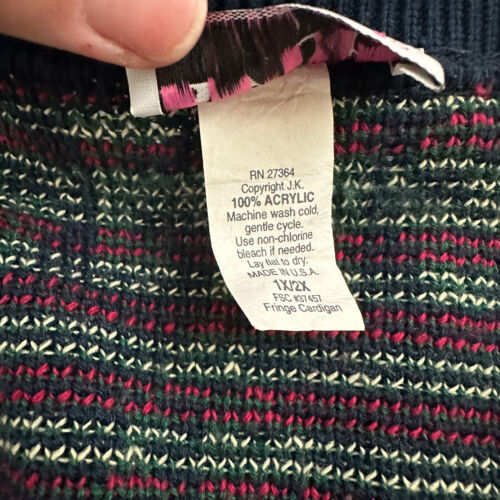 RN 27364
Copyright J.K.
100% ACRYLIC
Machine wash cold,
gentle cycle.
Use non-chlorine
bleach if needed.
Lay flat to dry.
MADE IN U.S.A.
1X/2X
FSC #37457
Fringe Cardigan